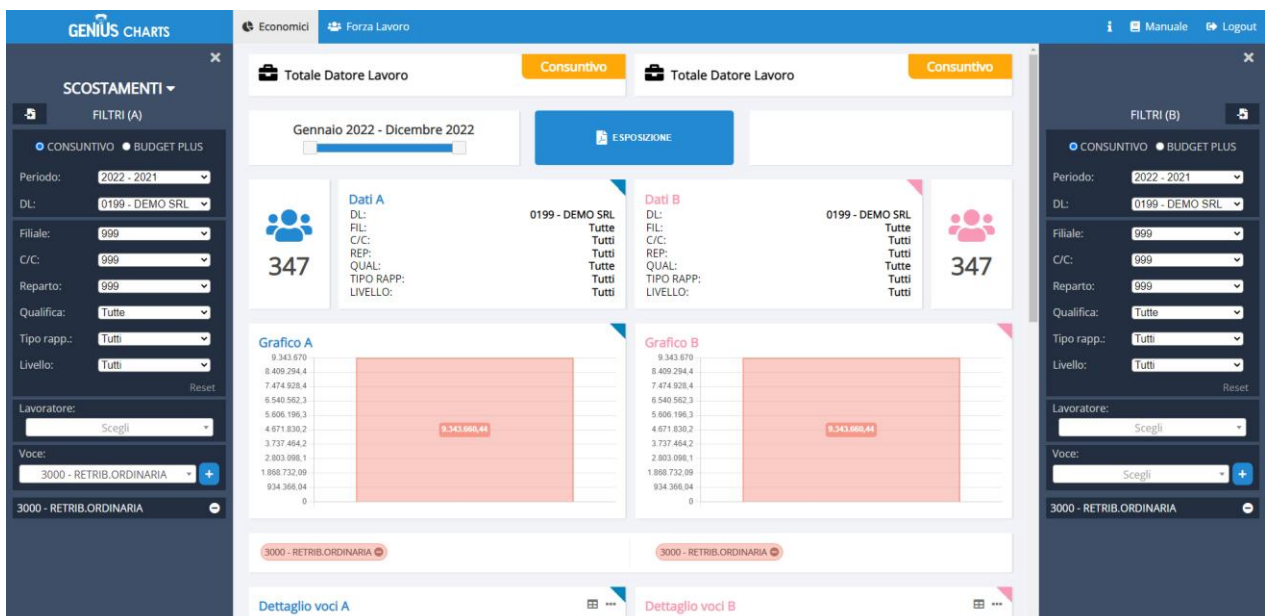 GENIUS CHARTS
Economici
Forza Lavoro
i
Manuale
Logout
SCOSTAMENTI
FILTRI (A)
CONSUNTIVO BUDGET PLUS
Periodo: 2022 - 2021
DL: 0199 - DEMO SRL
Filiale: 999
C/C: 999
Reparto: 999
Qualifica: Tutte
Tipo rapp.: Tutti
Livello: Tutti
Reset
Lavoratore:
Scegli
Voce:
3000 - RETRIB.ORDINARIA +
3000 - RETRIB.ORDINARIA
Totale Datore Lavoro
Consuntivo
Totale Datore Lavoro
Consuntivo
Gennaio 2022 - Dicembre 2022
ESPOSIZIONE
347
Dati A
DL: 0199 - DEMO SRL
FIL: Tutte
C/C: Tutti
REP: Tutti
QUAL: Tutte
TIPO RAPP: Tutti
LIVELLO: Tutti
Dati B
DL: 0199 - DEMO SRL
FIL: Tutte
C/C: Tutti
REP: Tutti
QUAL: Tutte
TIPO RAPP: Tutti
LIVELLO: Tutti
347
Grafico A
9.343.670
8.409.294,4
7.474.928,4
6.540.562,3
5.606.196,3
4.671.830,2
3.737.464,2
2.803.098,1
1.868.732,09
934.366,04
0
9.343.660,44
Grafico B
9.343.670
8.409.294,4
7.474.928,4
6.540.562,3
5.606.196,3
4.671.830,2
3.737.464,2
2.803.098,1
1.868.732,09
934.366,04
0
9.343.660,44
3000 - RETRIB.ORDINARIA
3000 - RETRIB.ORDINARIA
Dettaglio voci A
Dettaglio voci B
FILTRI (B)
CONSUNTIVO BUDGET PLUS
Periodo: 2022 - 2021
DL: 0199 - DEMO SRL
Filiale: 999
C/C: 999
Reparto: 999
Qualifica: Tutte
Tipo rapp.: Tutti
Livello: Tutti
Reset
Lavoratore:
Scegli
Voce:
Scegli +
3000 - RETRIB.ORDINARIA